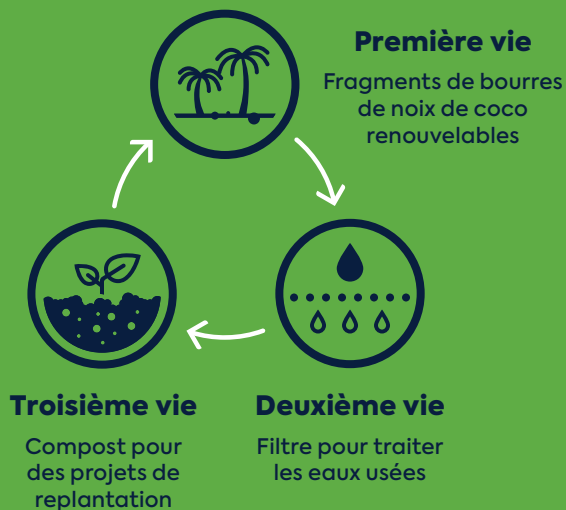 Première vie
Fragments de bourres
de noix de coco
renouvelables
Troisième vie
Compost pour
des projets de
replantation
Deuxième vie
Filtre pour traiter
les eaux usées